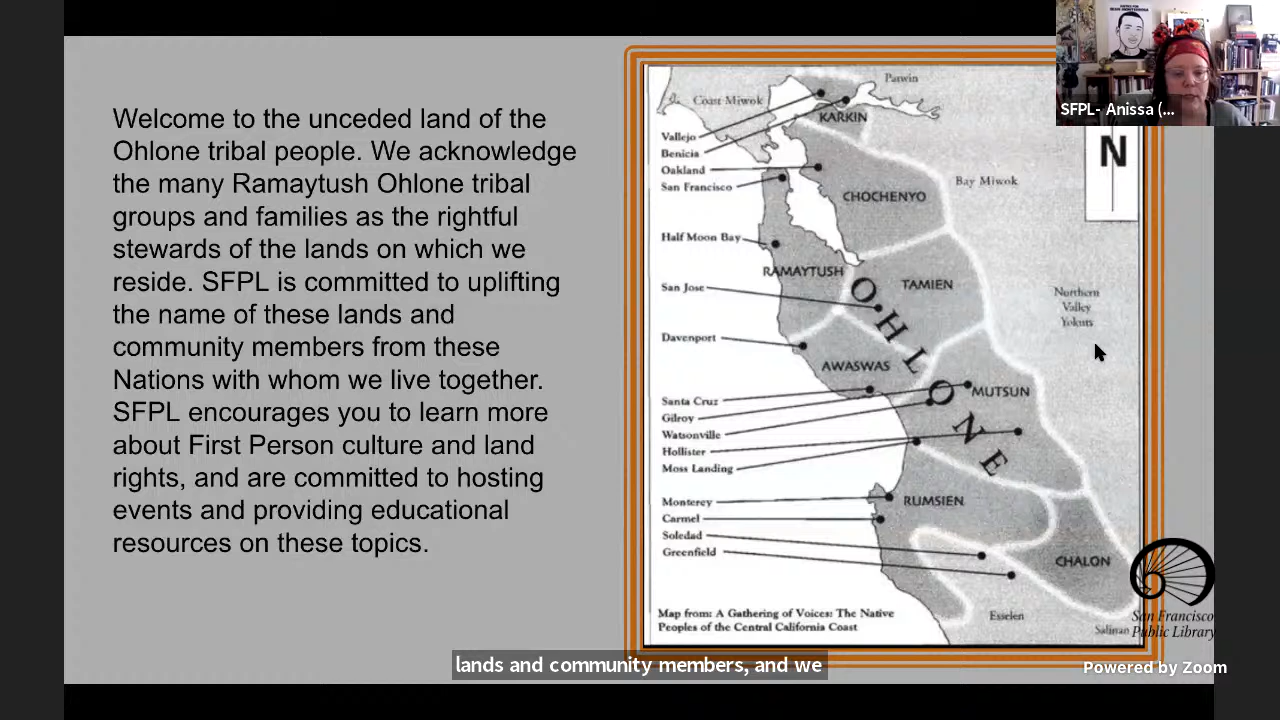 Welcome to the unceded land of the
Ohlone tribal people. We acknowledge
the many Ramaytush Ohlone tribal
groups and families as the rightful
stewards of the lands on which we
reside. SFPL is committed to uplifting
the name of these lands and
community members from these
Nations with whom we live together.
SFPL encourages you to learn more
about First Person culture and land
rights, and are committed to hosting
events and providing educational
resources on these topics.
Patwin
Coast Miwok
KARKIN
Vallejo
Benicia
Oakland
San Francisco
CHOCHENYO
Bay Miwok
N
Half Moon Bay
RAMAYTUSH
TAMIEN
San Jose
Northern
Valley
Yokuts
OHLONE
Davenport
AWASWAS
MUTSUN
Santa Cruz
Gilroy
Watsonville
Hollister
Moss Landing
Monterey
RUMSIEN
Carmel
Soledad
Greenfield
CHALON
Esselen
Salinan
Map from: A Gathering of Voices: The Native
Peoples of the Central California Coast
SFPL- Anissa (...
San Francisco
Public Library
lands and community members, and we
Powered by Zoom